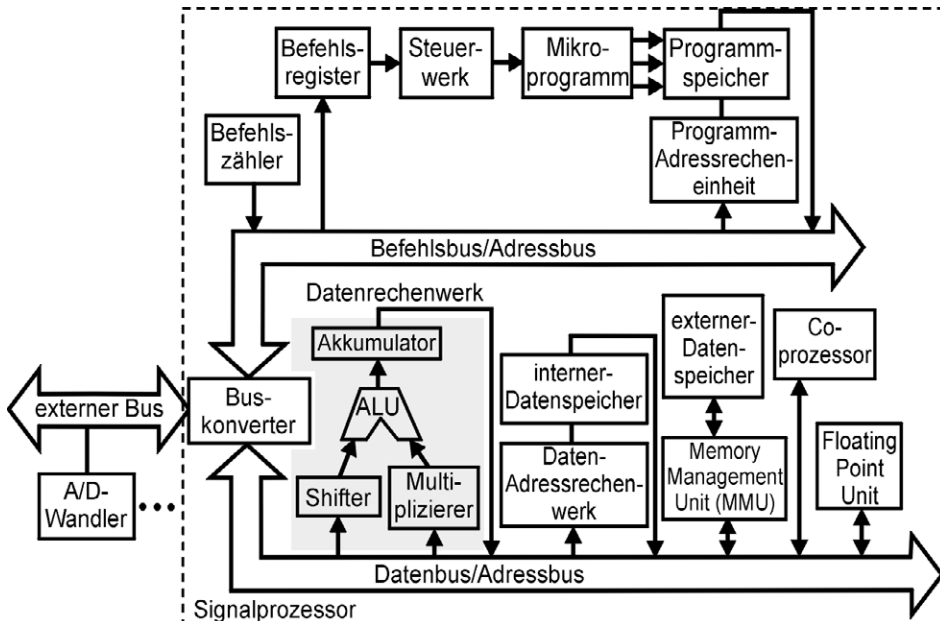 Befehls-
register
Steuer-
werk
Mikro-
programm
Programm-
speicher
Befehls-
zähler
Programm-
Adressrechen-
einheit
Befehlsbus/Adressbus
Datenrechenwerk
Akkumulator
ALU
Shifter
Multi-
plizierer
interner-
Datenspeicher
Daten-
Adressrechen-
werk
externer-
Daten-
speicher
Memory
Management
Unit (MMU)
Co-
prozessor
Floating
Point
Unit
externer Bus
Bus-
konverter
A/D-
Wandler
Datenbus/Adressbus
Signalprozessor